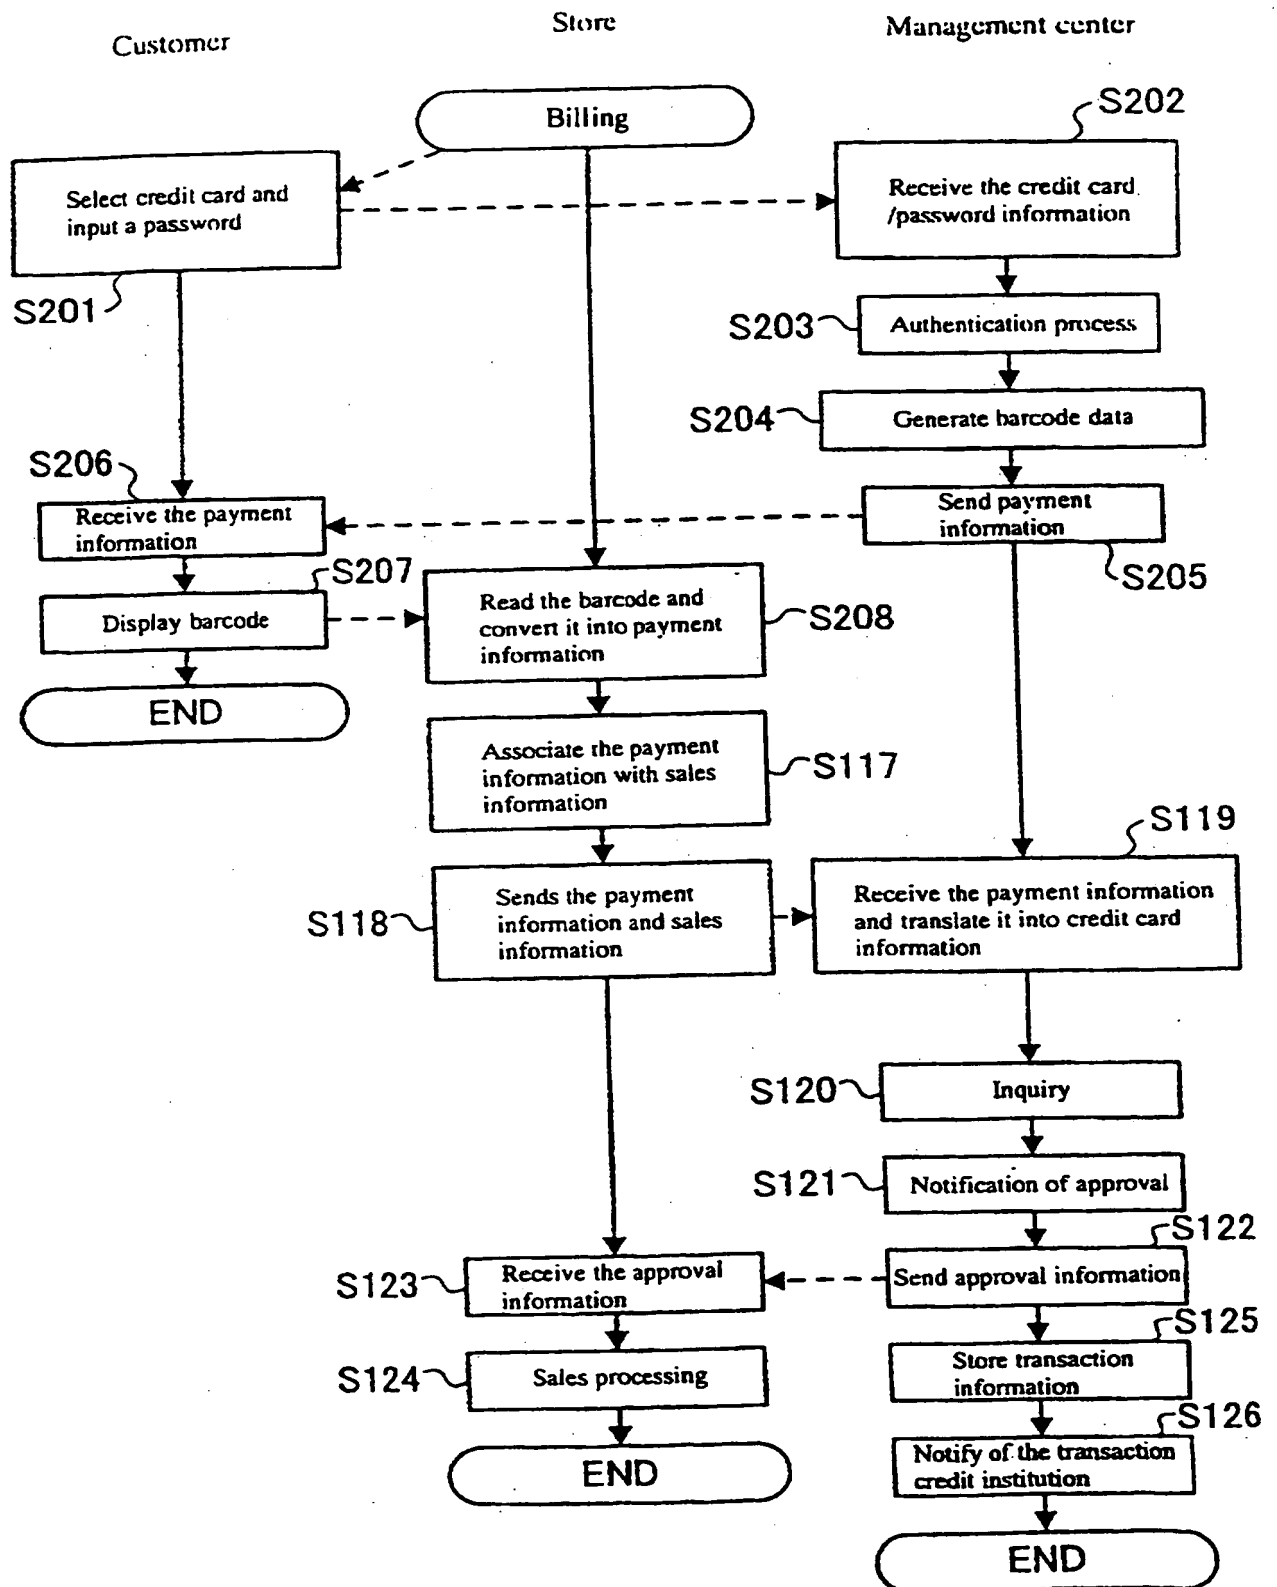 Customer
Store
Management center
Billing
S202
Select credit card and
input a password
Receive the credit card
/password information
S201
S203
Authentication process
S204
Generate barcode data
S206
Receive the payment
information
Send payment
information
S205
S207
Display barcode
Read the barcode and
convert it into payment
information
S208
END
Associate the payment
information with sales
information
S117
S119
S118
Sends the payment
information and sales
information
Receive the payment information
and translate it into credit card
information
S120
Inquiry
S121
Notification of approval
S122
S123
Receive the approval
information
Send approval information
S125
S124
Sales processing
Store transaction
information
S126
END
Notify of the transaction
credit institution
END